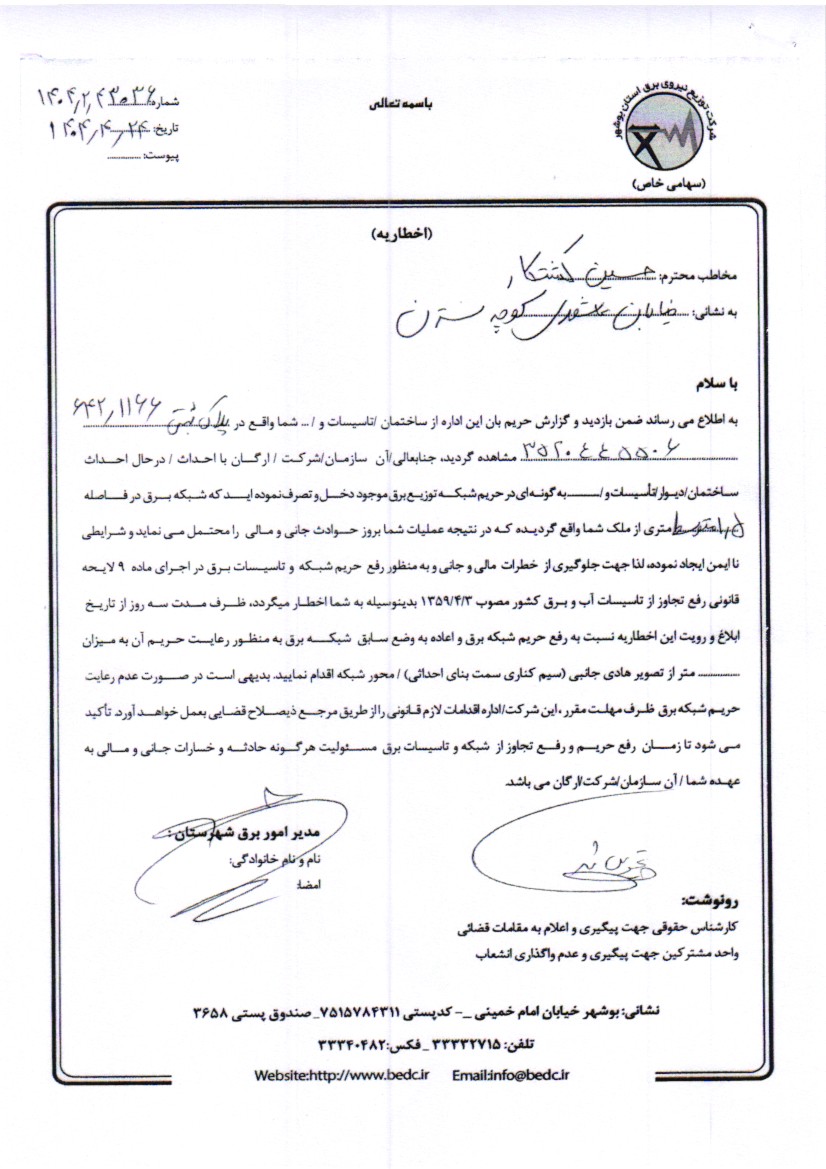 باسمه تعالی
شرکت توزیع نیروی برق استان بوشهر
(سهامی خاص)
شماره: ۱۴۰۴٫۲٫۴۳۰۳۶
تاریخ: ۱۴۰۴٫۴٫۲۴
پیوست: ..............
(اخطاریه)
مخاطب محترم: حسین کشتکار
به نشانی: خیابان عاشوری کوچه نسترن
با سلام
به اطلاع می رساند ضمن بازدید و گزارش حریم بان این اداره از ساختمان /تاسیسات و / ... شما واقع در پلاک ثبتی ۶۴۲٫۱۱۶۶
۳۵۲۰۴۴۵۵۰۶ مشاهده گردید، جنابعالی/آن سازمان/شرکت / ارگان با احداث / درحال احداث
ساختمان/دیوار/تأسیسات و/............ به گونه ای در حریم شبکه توزیع برق موجود دخل و تصرف نموده اید که شبکه برق در فاصله
متری از ملک شما واقع گردیده که در نتیجه عملیات شما بروز حوادث جانی و مالی را محتمل می نماید و شرایطی
نا ایمن ایجاد نموده، لذا جهت جلوگیری از خطرات مالی و جانی و به منظور رفع حریم شبکه و تاسیسات برق در اجرای ماده ۹ لایحه
قانونی رفع تجاوز از تاسیسات آب و برق کشور مصوب ۱۳۵۹/۴/۳ بدینوسیله به شما اخطار میگردد، ظرف مدت سه روز از تاریخ
ابلاغ و رویت این اخطاریه نسبت به رفع حریم شبکه برق و اعاده به وضع سابق شبکه برق به منظور رعایت حریم آن به میزان
.............. متر از تصویر هادی جانبی (سیم کناری سمت بنای احداثی) / محور شبکه اقدام نمایید. بدیهی است در صورت عدم رعایت
حریم شبکه برق ظرف مهلت مقرر ، این شرکت/اداره اقدامات لازم قانونی را از طریق مرجع ذیصلاح قضایی بعمل خواهد آورد. تأکید
می شود تا زمان رفع حریم و رفع تجاوز از شبکه و تاسیسات برق مسئولیت هرگونه حادثه و خسارات جانی و مالی به
عهده شما / آن سازمان/شرکت/ارگان می باشد.
مدیر امور برق شهرستان :
نام و نام خانوادگی:
امضا:
رونوشت:
کارشناس حقوقی جهت پیگیری و اعلام به مقامات قضائی
واحد مشترکین جهت پیگیری و عدم واگذاری انشعاب
نشانی: بوشهر خیابان امام خمینی _- کدپستی ۷۵۱۵۷۸۴۳۱۱_ صندوق پستی ۳۶۵۸
تلفن: ۳۳۳۳۲۷۱۵ _ فکس:۳۳۳۴۰۴۸۲
Website:http://www.bedc.ir Email:info@bedc.ir